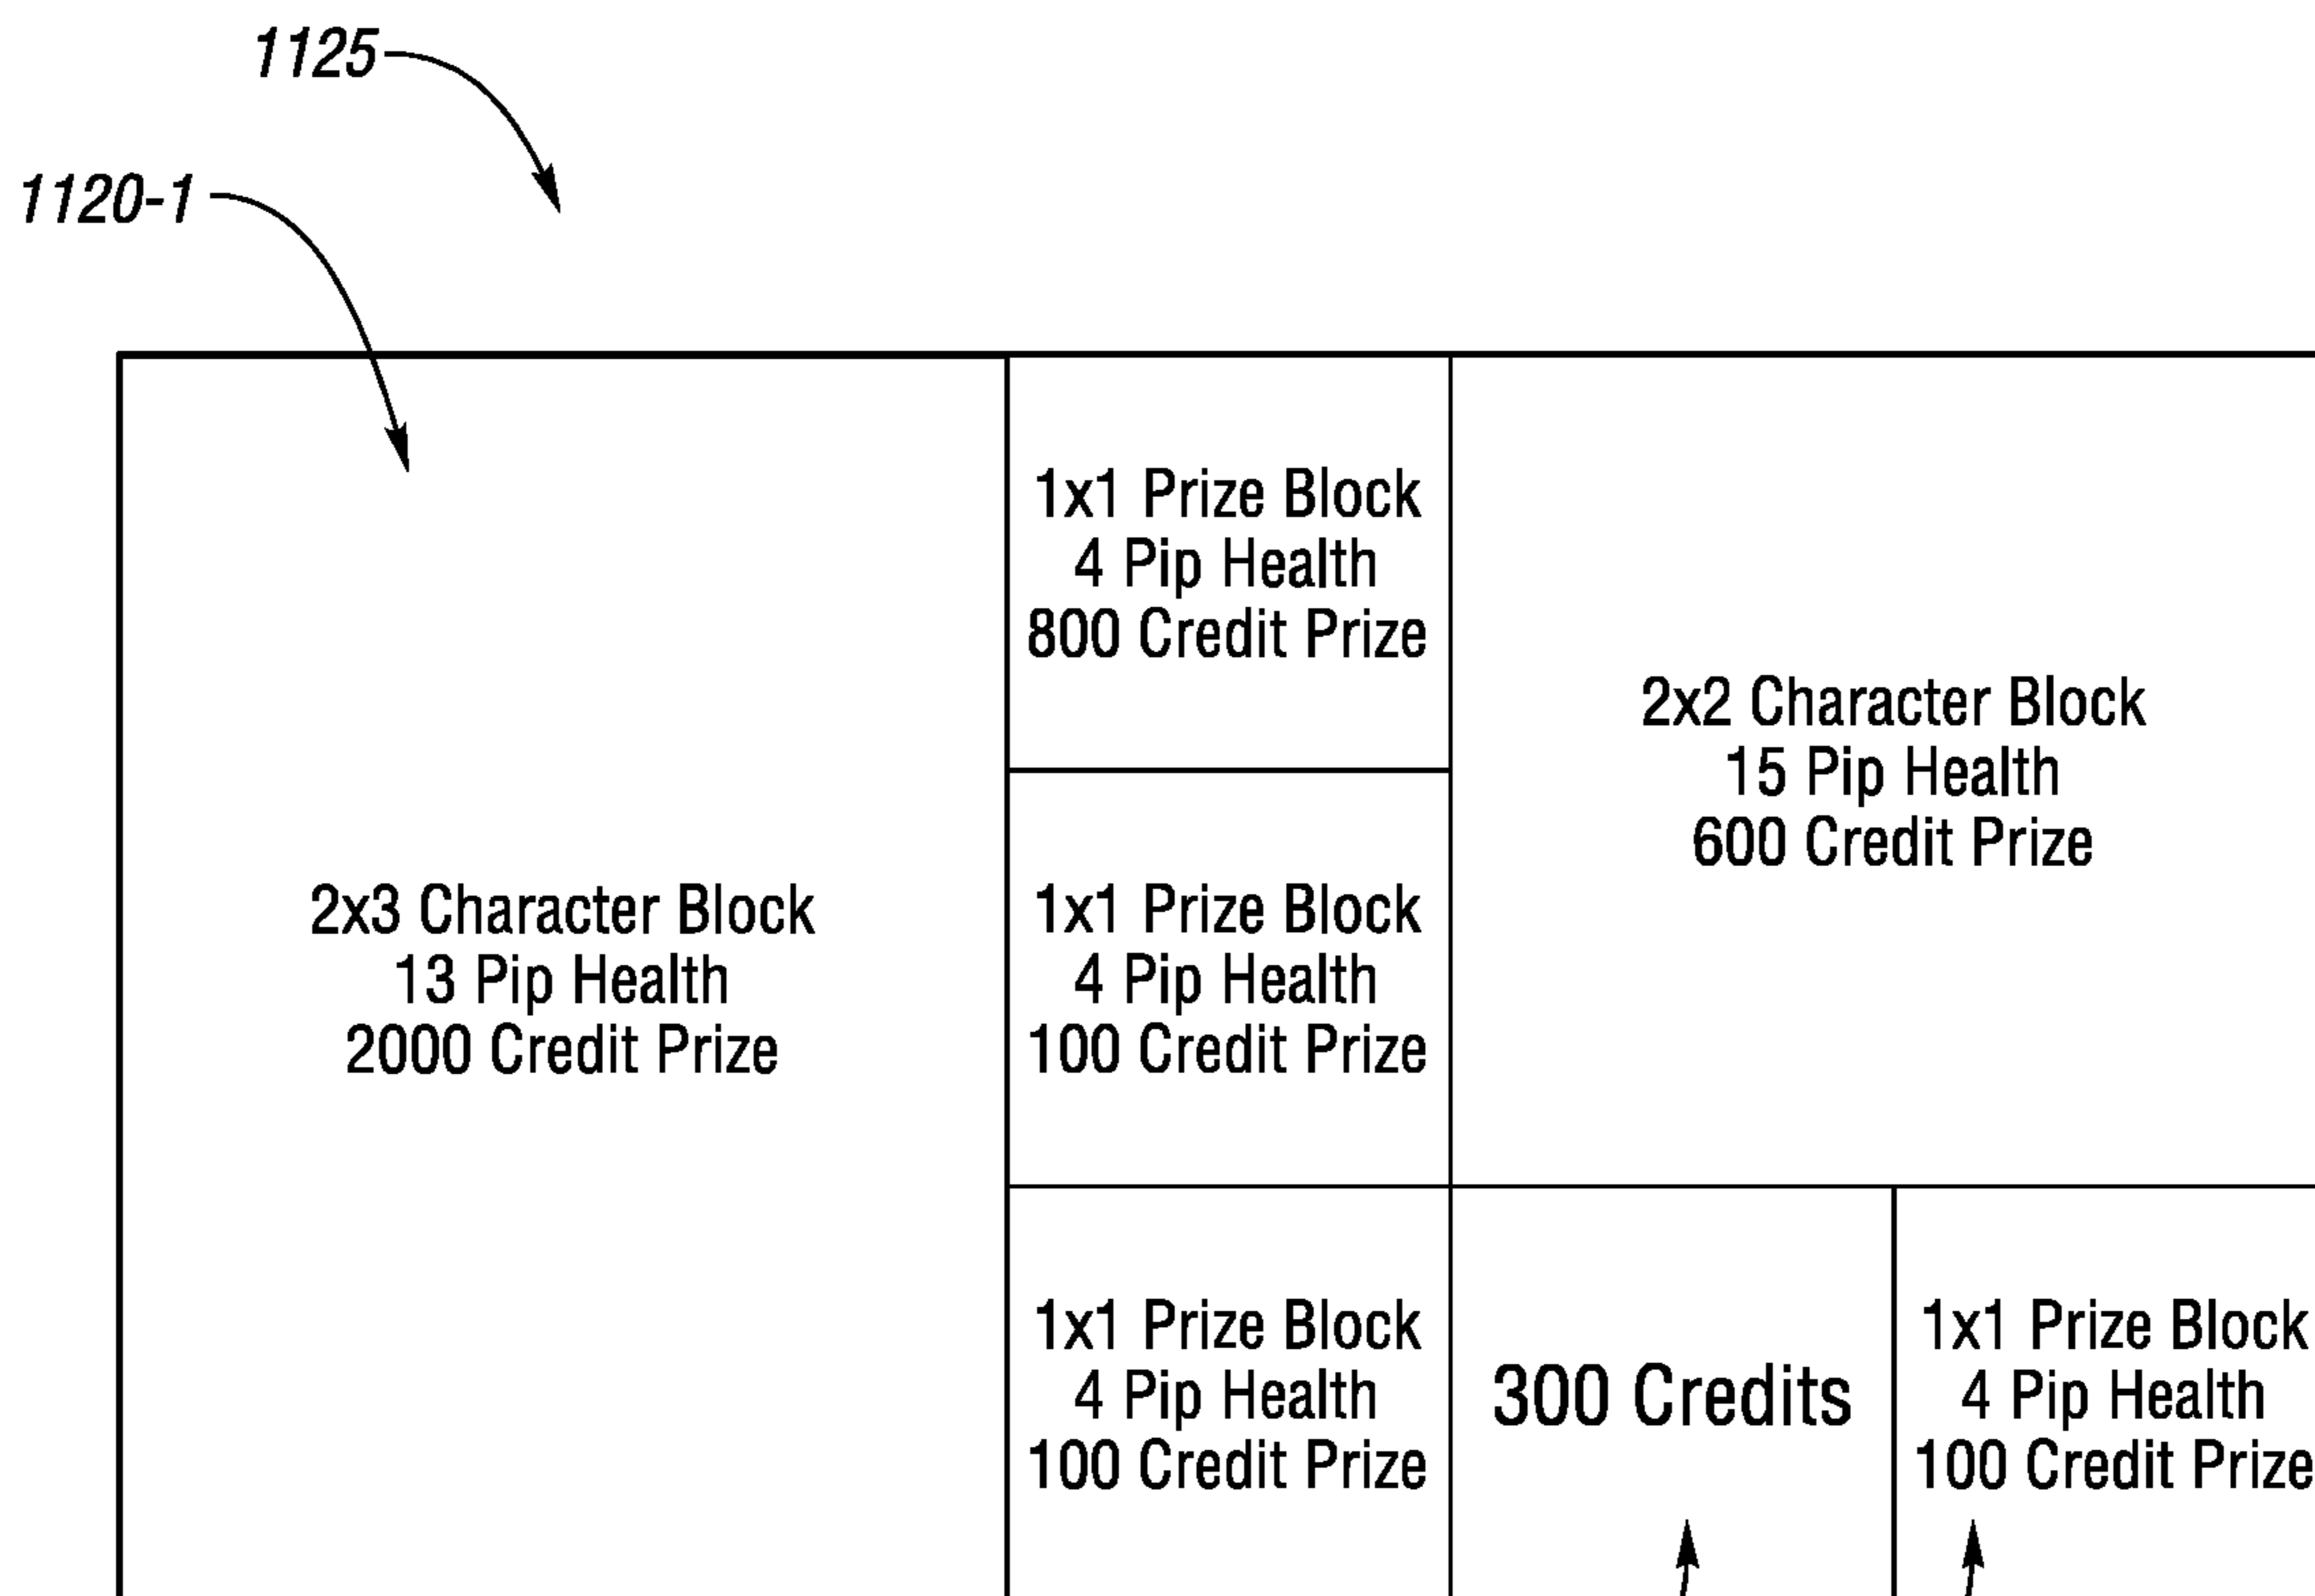 1125
1120-1
2x3 Character Block
13 Pip Health
2000 Credit Prize
1x1 Prize Block
4 Pip Health
800 Credit Prize
1x1 Prize Block
4 Pip Health
100 Credit Prize
1x1 Prize Block
4 Pip Health
100 Credit Prize
2x2 Character Block
15 Pip Health
600 Credit Prize
300 Credits
1x1 Prize Block
4 Pip Health
100 Credit Prize